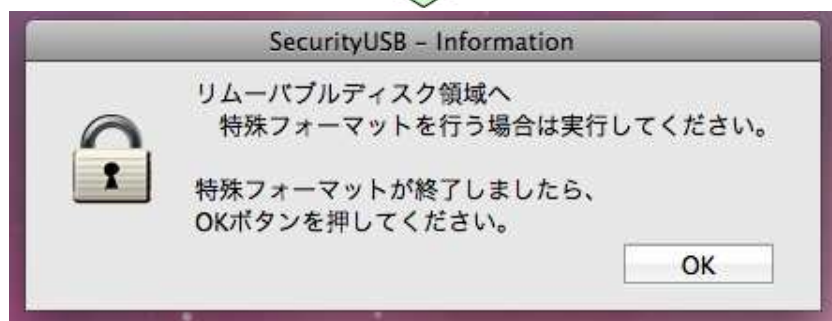 SecurityUSB – Information
リムーバブルディスク領域へ
特殊フォーマットを行う場合は実行してください。
特殊フォーマットが終了しましたら、
OKボタンを押してください。
OK